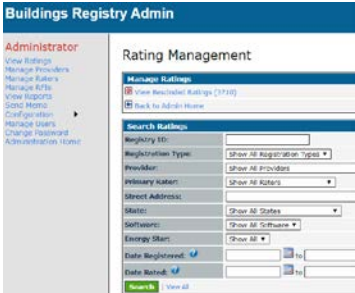 Buildings Registry Admin
Administrator
View Ratings
Manage Providers
Manage Raters
Manage RFIs
View Reports
Send Memo
Configuration
Manage Users
Change Password
Administration Home
Rating Management
Manage Ratings
View Rescinded Ratings (3710)
Back to Admin Home
Search Ratings
Registry ID:
Registration Type: Show All Registration Types
Provider: Show All Providers
Primary Rater: Show All Raters
Street Address:
State: Show All States
Software: Show All Software
Energy Star: Show All
Date Registered: to
Date Rated: to
Search | View All